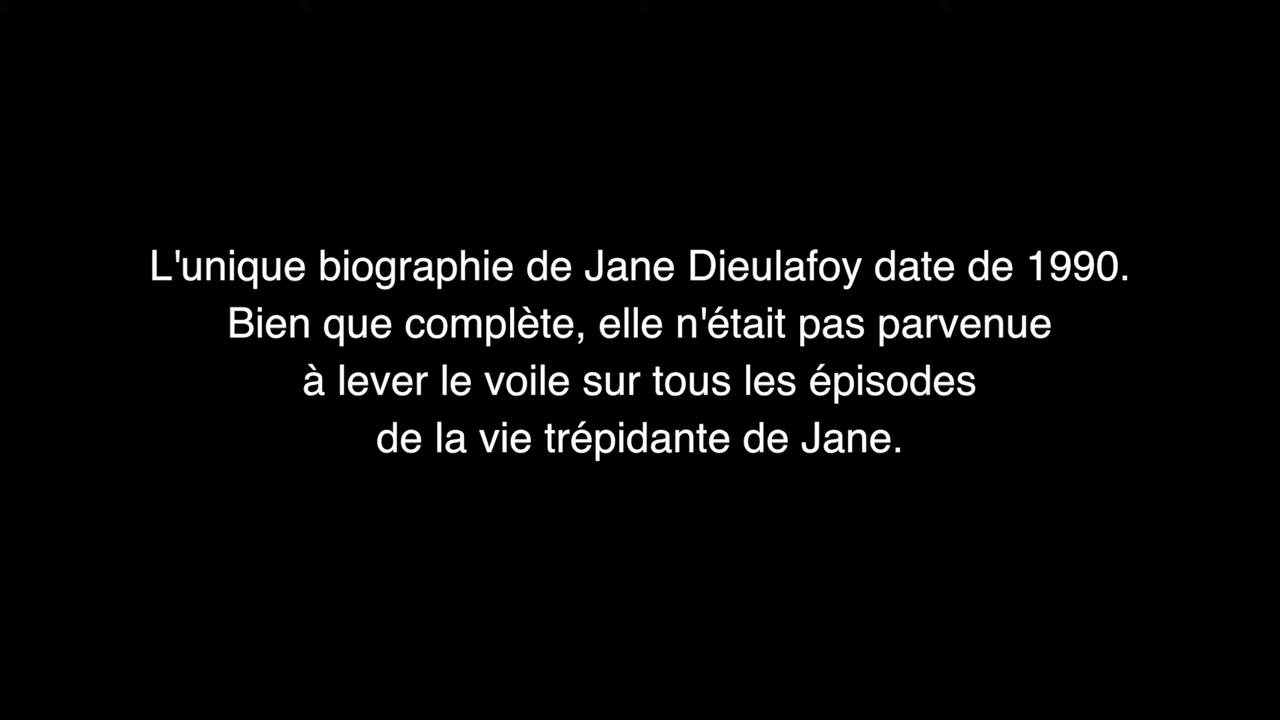 L'unique biographie de Jane Dieulafoy date de 1990.
Bien que complète, elle n'était pas parvenue
à lever le voile sur tous les épisodes
de la vie trépidante de Jane.